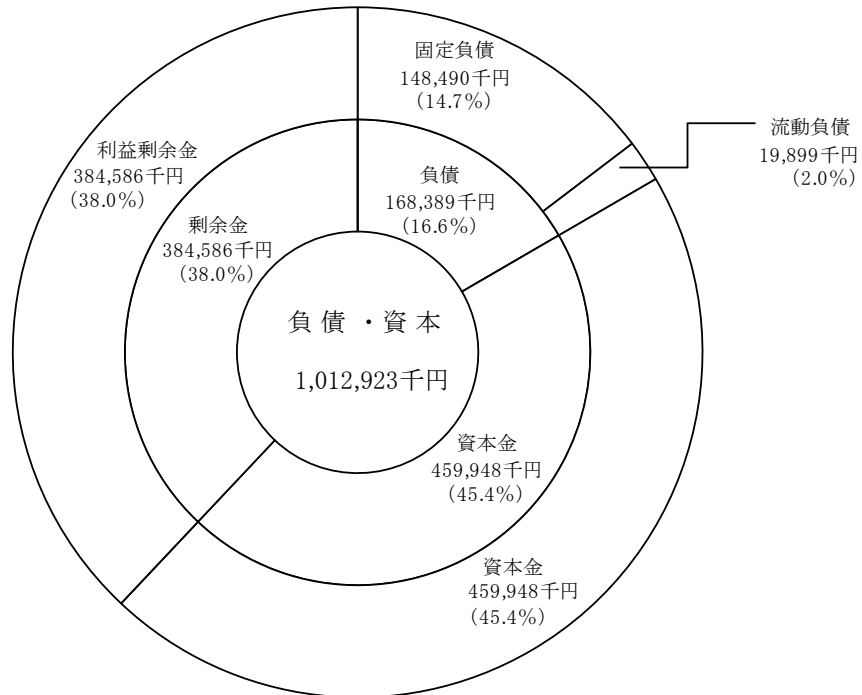 固定負債
148,490千円
(14.7%)
流動負債
19,899千円
(2.0%)
利益剰余金
384,586千円
(38.0%)
負債
168,389千円
(16.6%)
剰余金
384,586千円
(38.0%)
負 債 ・ 資 本
1,012,923千円
資本金
459,948千円
(45.4%)
資本金
459,948千円
(45.4%)